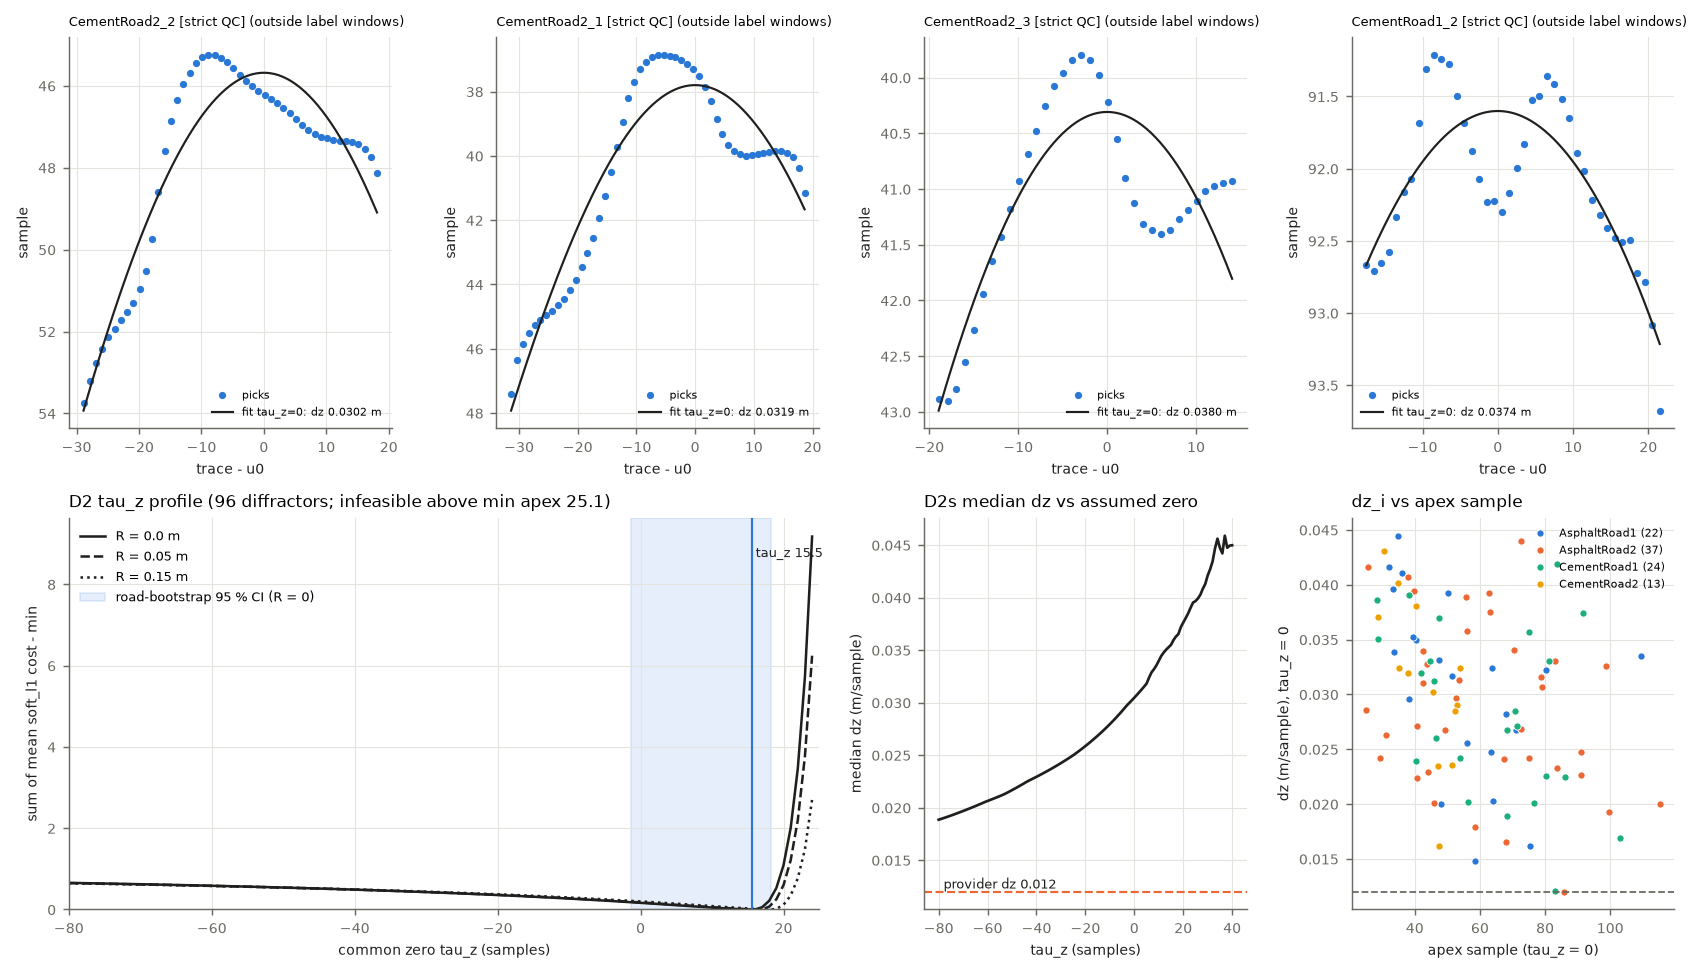 CementRoad2_2 [strict QC] (outside label windows)
46
48
50
52
54
sample
−30
−20
−10
0
10
20
trace - u0
picks
fit tau_z=0: dz 0.0302 m
CementRoad2_1 [strict QC] (outside label windows)
38
40
42
44
46
48
sample
−30
−20
−10
0
10
20
trace - u0
picks
fit tau_z=0: dz 0.0319 m
CementRoad2_3 [strict QC] (outside label windows)
40.0
40.5
41.0
41.5
42.0
42.5
43.0
sample
−20
−10
0
10
trace - u0
picks
fit tau_z=0: dz 0.0380 m
CementRoad1_2 [strict QC] (outside label windows)
91.5
92.0
92.5
93.0
93.5
sample
−10
0
10
20
trace - u0
picks
fit tau_z=0: dz 0.0374 m
D2 tau_z profile (96 diffractors; infeasible above min apex 25.1)
R = 0.0 m
R = 0.05 m
R = 0.15 m
road-bootstrap 95 % CI (R = 0)
tau_z 15.5
8
6
4
2
0
sum of mean soft_l1 cost - min
−80
−60
−40
−20
0
20
common zero tau_z (samples)
D2s median dz vs assumed zero
0.045
0.040
0.035
0.030
0.025
0.020
0.015
median dz (m/sample)
provider dz 0.012
−80
−60
−40
−20
0
20
40
tau_z (samples)
dz_i vs apex sample
0.045
0.040
0.035
0.030
0.025
0.020
0.015
dz (m/sample), tau_z = 0
AsphaltRoad1 (22)
AsphaltRoad2 (37)
CementRoad1 (24)
CementRoad2 (13)
40
60
80
100
apex sample (tau_z = 0)